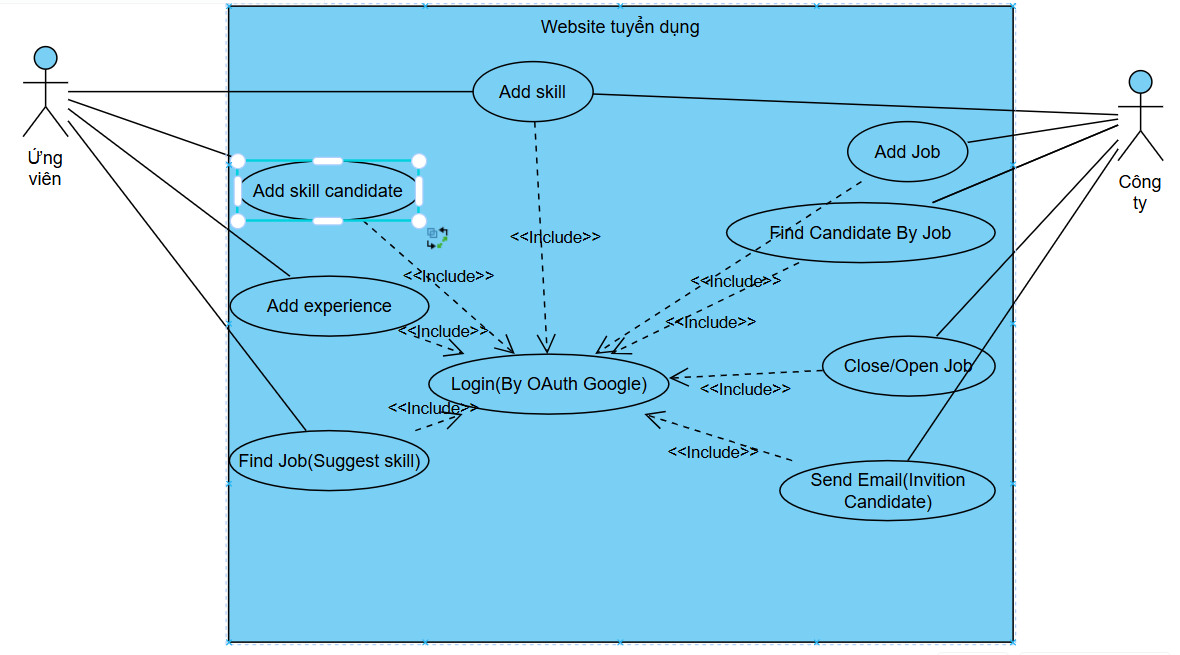 Website tuyển dụng
Add skill
Add Job
Ứng
viên
Công
ty
Add skill candidate
Find Candidate By Job
<<Include>>
<<Include>>
<<Include>>
Add experience
<<Include>>
<<Include>>
Close/Open Job
Login(By OAuth Google)
<<Include>>
<<Include>>
<<Include>>
Find Job(Suggest skill)
Send Email(Invition
Candidate)